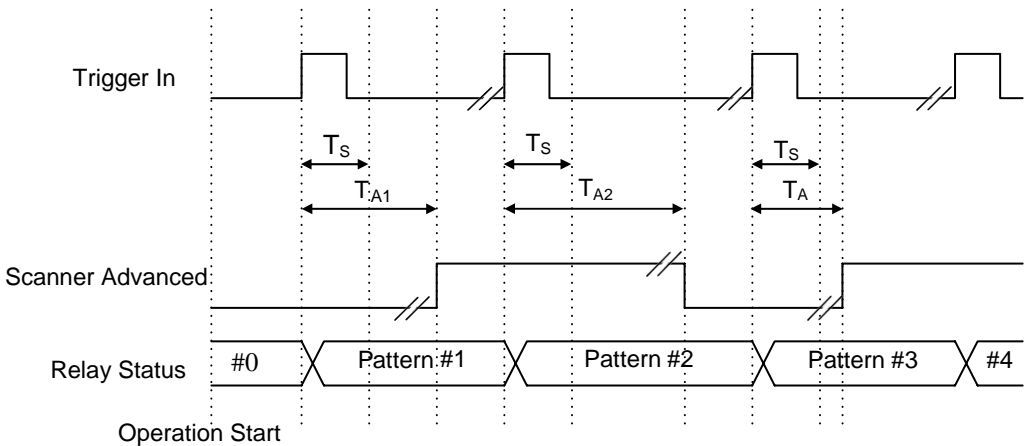 Trigger In
TS TS TS
TA1 TA2 TA
Scanner Advanced
Relay Status #0 Pattern #1 Pattern #2 Pattern #3 #4
Operation Start